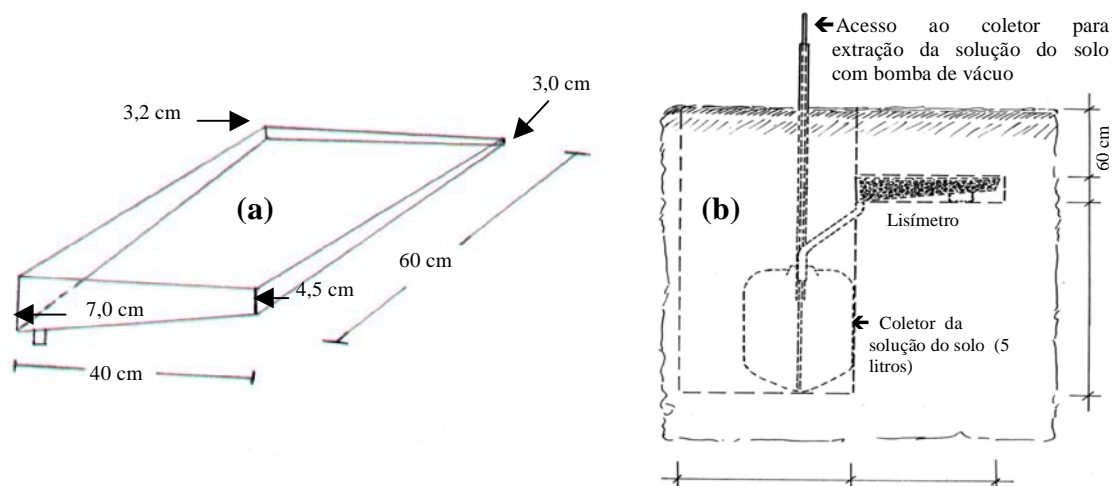 3,2 cm
3,0 cm
(a)
60 cm
4,5 cm
7,0 cm
40 cm
🡸Acesso ao coletor para
extração da solução do solo
com bomba de vácuo
60 cm
(b)
Lisímetro
🡸 Coletor da
solução do solo (5
litros)